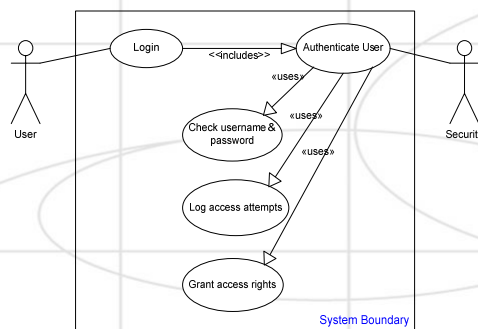 Login
<<includes>>
Authenticate User
«uses»
Check username &
password
«uses»
«uses»
Log access attempts
Grant access rights
User
Securit
System Boundary